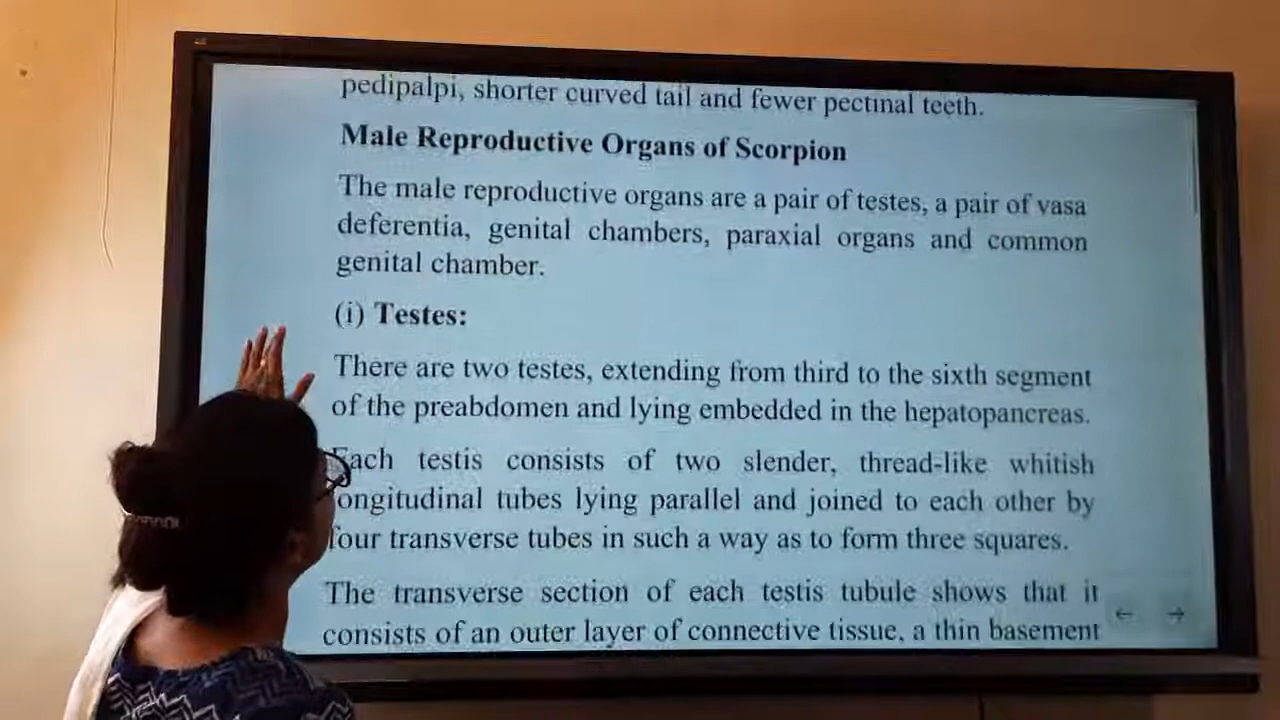 pedipalpi, shorter curved tail and fewer pectinal teeth.
Male Reproductive Organs of Scorpion
The male reproductive organs are a pair of testes, a pair of vasa
deferentia, genital chambers, paraxial organs and common
genital chamber.
(i) Testes:
There are two testes, extending from third to the sixth segment
of the preabdomen and lying embedded in the hepatopancreas.
Each testis consists of two slender, thread-like whitish
longitudinal tubes lying parallel and joined to each other by
four transverse tubes in such a way as to form three squares.
The transverse section of each testis tubule shows that it
consists of an outer layer of connective tissue, a thin basement